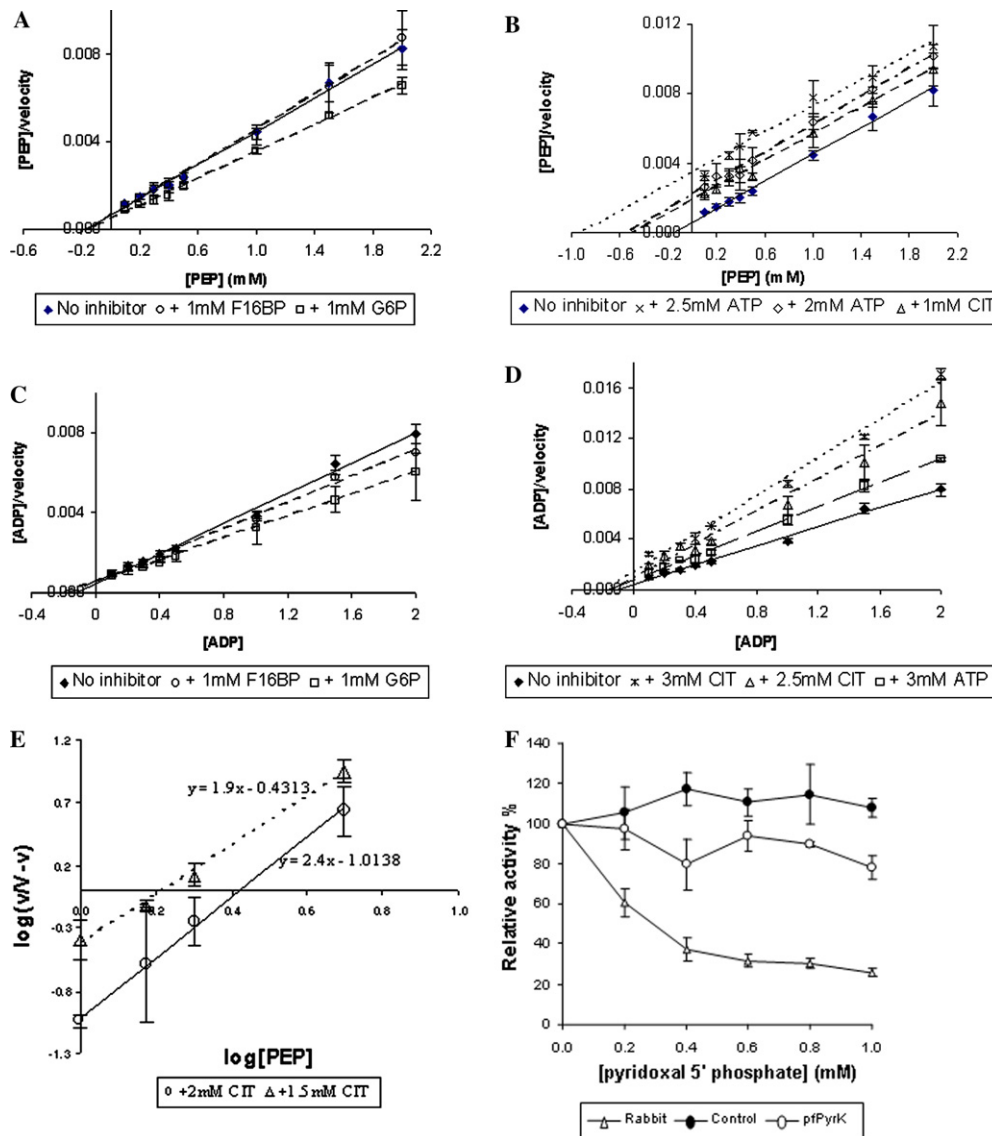 A
[PEP]/velocity
0.008
0.004
0.000
-0.6 -0.2 0.2 0.6 1.0 1.4 1.8 2.2
[PEP] (mM)
No inhibitor + 1mM F16BP + 1mM G6P
B
[PEP]/velocity
0.012
0.008
0.004
0.000
-1.0 -0.6 -0.2 0.2 0.6 1.0 1.4 1.8 2.2
[PEP] (mM)
No inhibitor + 2.5mM ATP + 2mM ATP + 1mM CIT
C
[ADP]/velocity
0.008
0.004
0.000
-0.4 0 0.4 0.8 1.2 1.6 2
[ADP]
No inhibitor + 1mM F16BP + 1mM G6P
D
[ADP]/velocity
0.016
0.012
0.008
0.004
0.000
-0.4 0 0.4 0.8 1.2 1.6 2
[ADP]
No inhibitor + 3mM CIT + 2.5mM CIT + 3mM ATP
E
log(v/V-v)
1.2
0.7
0.2
-0.3
-0.8
-1.3
0.0 0.2 0.4 0.6 0.8 1.0
y = 1.9x - 0.4313
y = 2.4x - 1.0138
log[PEP]
+2mM CIT +1.5mM CIT
F
Relative activity %
140
120
100
80
60
40
20
0
0.0 0.2 0.4 0.6 0.8 1.0
[pyridoxal 5' phosphate] (mM)
Rabbit Control pfPyrK